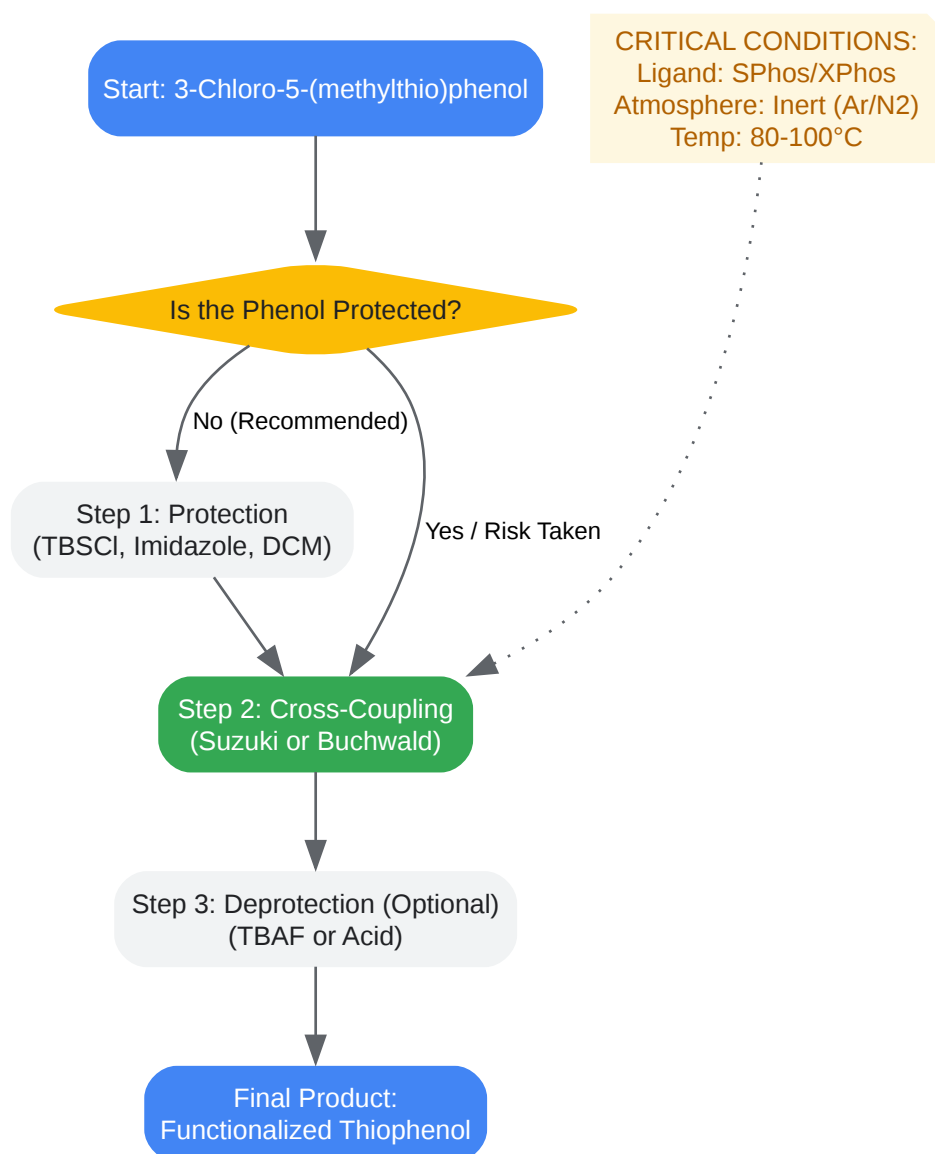 Start: 3-Chloro-5-(methylthio)phenol
CRITICAL CONDITIONS:
Ligand: SPhos/XPhos
Atmosphere: Inert (Ar/N2)
Temp: 80-100°C
Is the Phenol Protected?
No (Recommended)
Step 1: Protection
(TBSCl, Imidazole, DCM)
Yes / Risk Taken
Step 2: Cross-Coupling
(Suzuki or Buchwald)
Step 3: Deprotection (Optional)
(TBAF or Acid)
Final Product:
Functionalized Thiophenol